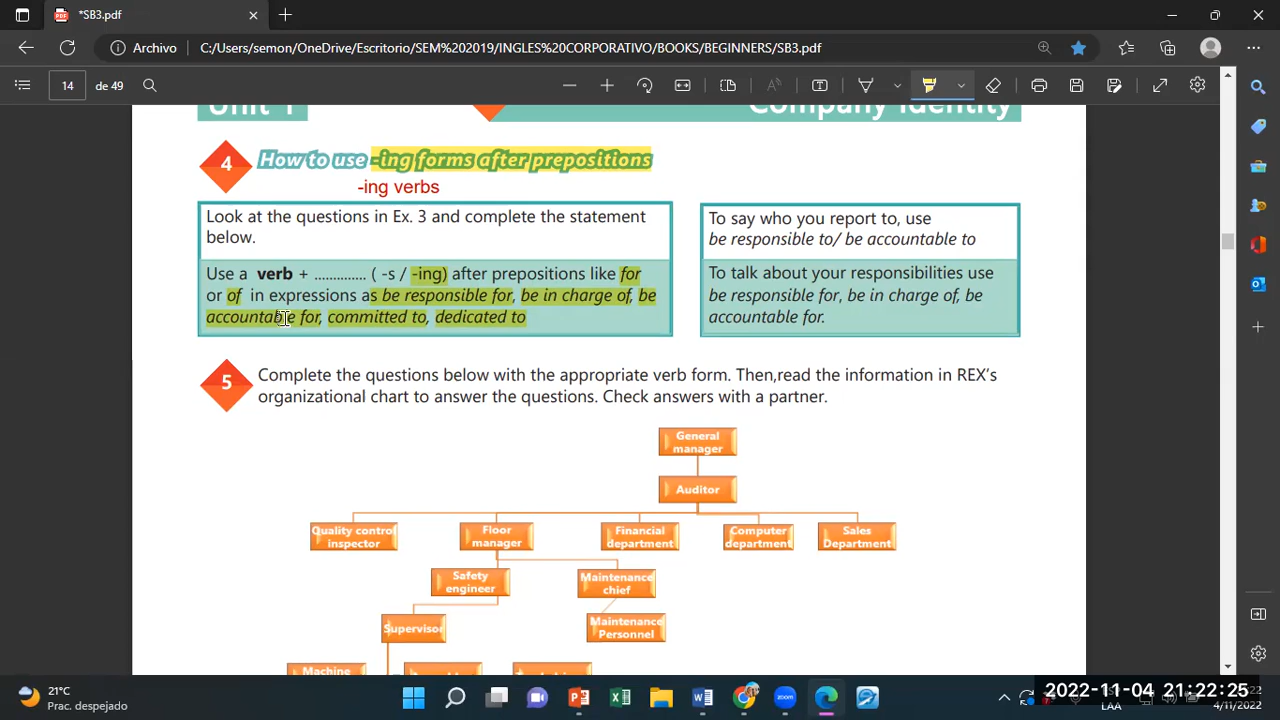 *SB3.pdf
Archivo
C:/Users/semon/OneDrive/Escritorio/SEM%202019/INGLES%20CORPORATIVO/BOOKS/BEGINNERS/SB3.pdf
14 de 49
Unit 1
Company Identity
4 How to use -ing forms after prepositions
-ing verbs
Look at the questions in Ex. 3 and complete the statement
below.
Use a verb + ............. ( -s / -ing) after prepositions like for
or of in expressions as be responsible for, be in charge of, be
accountable for, committed to, dedicated to
To say who you report to, use
be responsible to/ be accountable to
To talk about your responsibilities use
be responsible for, be in charge of, be
accountable for.
5 Complete the questions below with the appropriate verb form. Then,read the information in REX's
organizational chart to answer the questions. Check answers with a partner.
General
manager
Auditor
Quality control
inspector
Floor
manager
Financial
department
Computer
department
Sales
Department
Safety
engineer
Maintenance
chief
Supervisor
Maintenance
Personnel
Machine
21°C
Prac. despejado
zoom
LAA
2022-11-04 21:22:25
4/11/2022